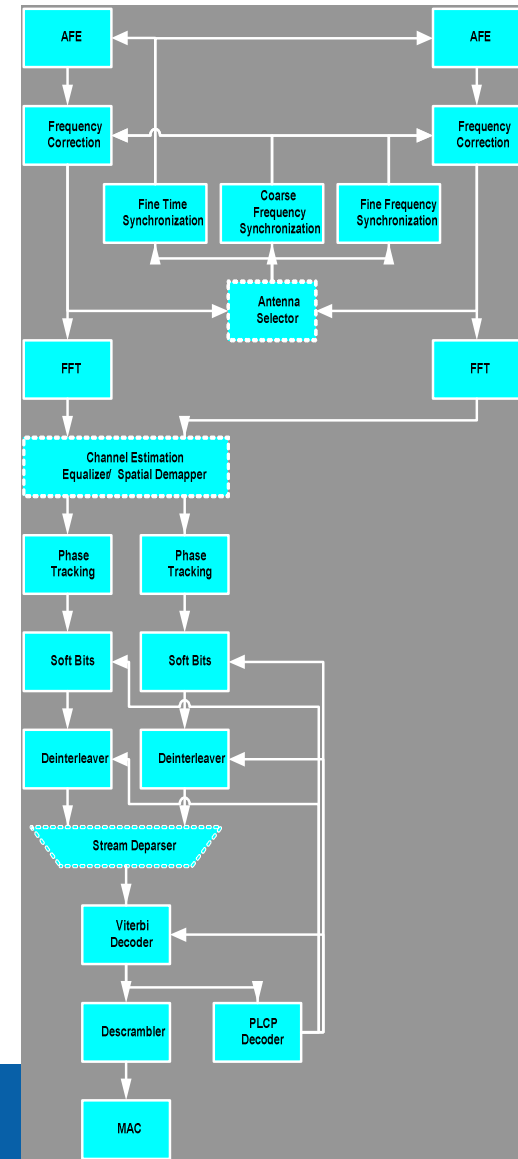 AFE
AFE
Frequency
Correction
Frequency
Correction
Fine Time
Synchronization
Coarse
Frequency
Synchronization
Fine Frequency
Synchronization
Antenna
Selector
FFT
FFT
Channel Estimation
Equalizer/ Spatial Demapper
Phase
Tracking
Phase
Tracking
Soft Bits
Soft Bits
Deinterleaver
Deinterleaver
Stream Deparser
Viterbi
Decoder
Descrambler
PLCP
Decoder
MAC